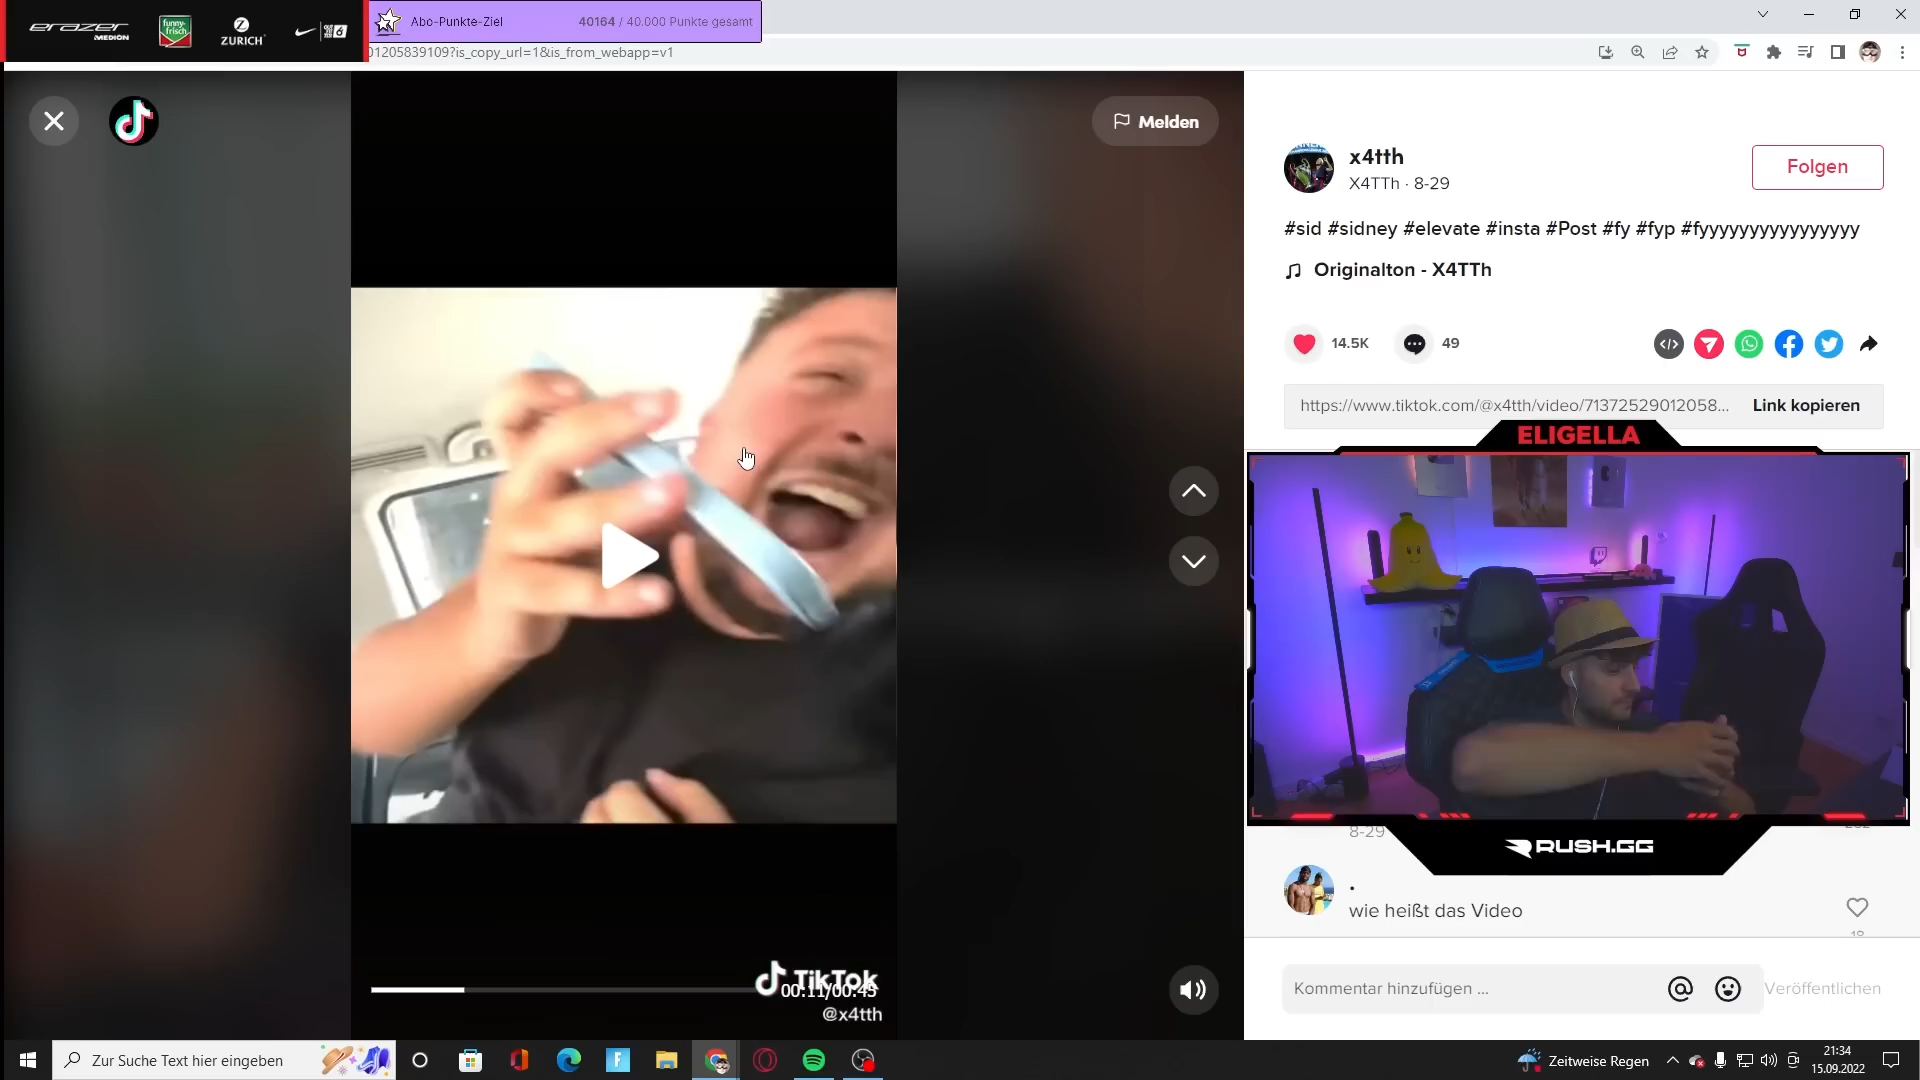 erazer
MEDION
funny-frisch
ZURICH
Abo-Punkte-Ziel
40164 / 40.000 Punkte gesamt
01205839109?is_copy_url=1&is_from_webapp=v1
Melden
x4tth
X4TTh · 8-29
Folgen
#sid #sidney #elevate #insta #Post #fy #fyp #fyyyyyyyyyyyyyyyy
Originalton - X4TTh
14.5K
49
https://www.tiktok.com/@x4tth/video/71372529012058...
Link kopieren
ELIGELLA
8-29
RUSH.GG
.
wie heißt das Video
18
TikTok
00:11/00:45
@x4tth
Kommentar hinzufügen ...
Veröffentlichen
Zur Suche Text hier eingeben
Zeitweise Regen
21:34
15.09.2022